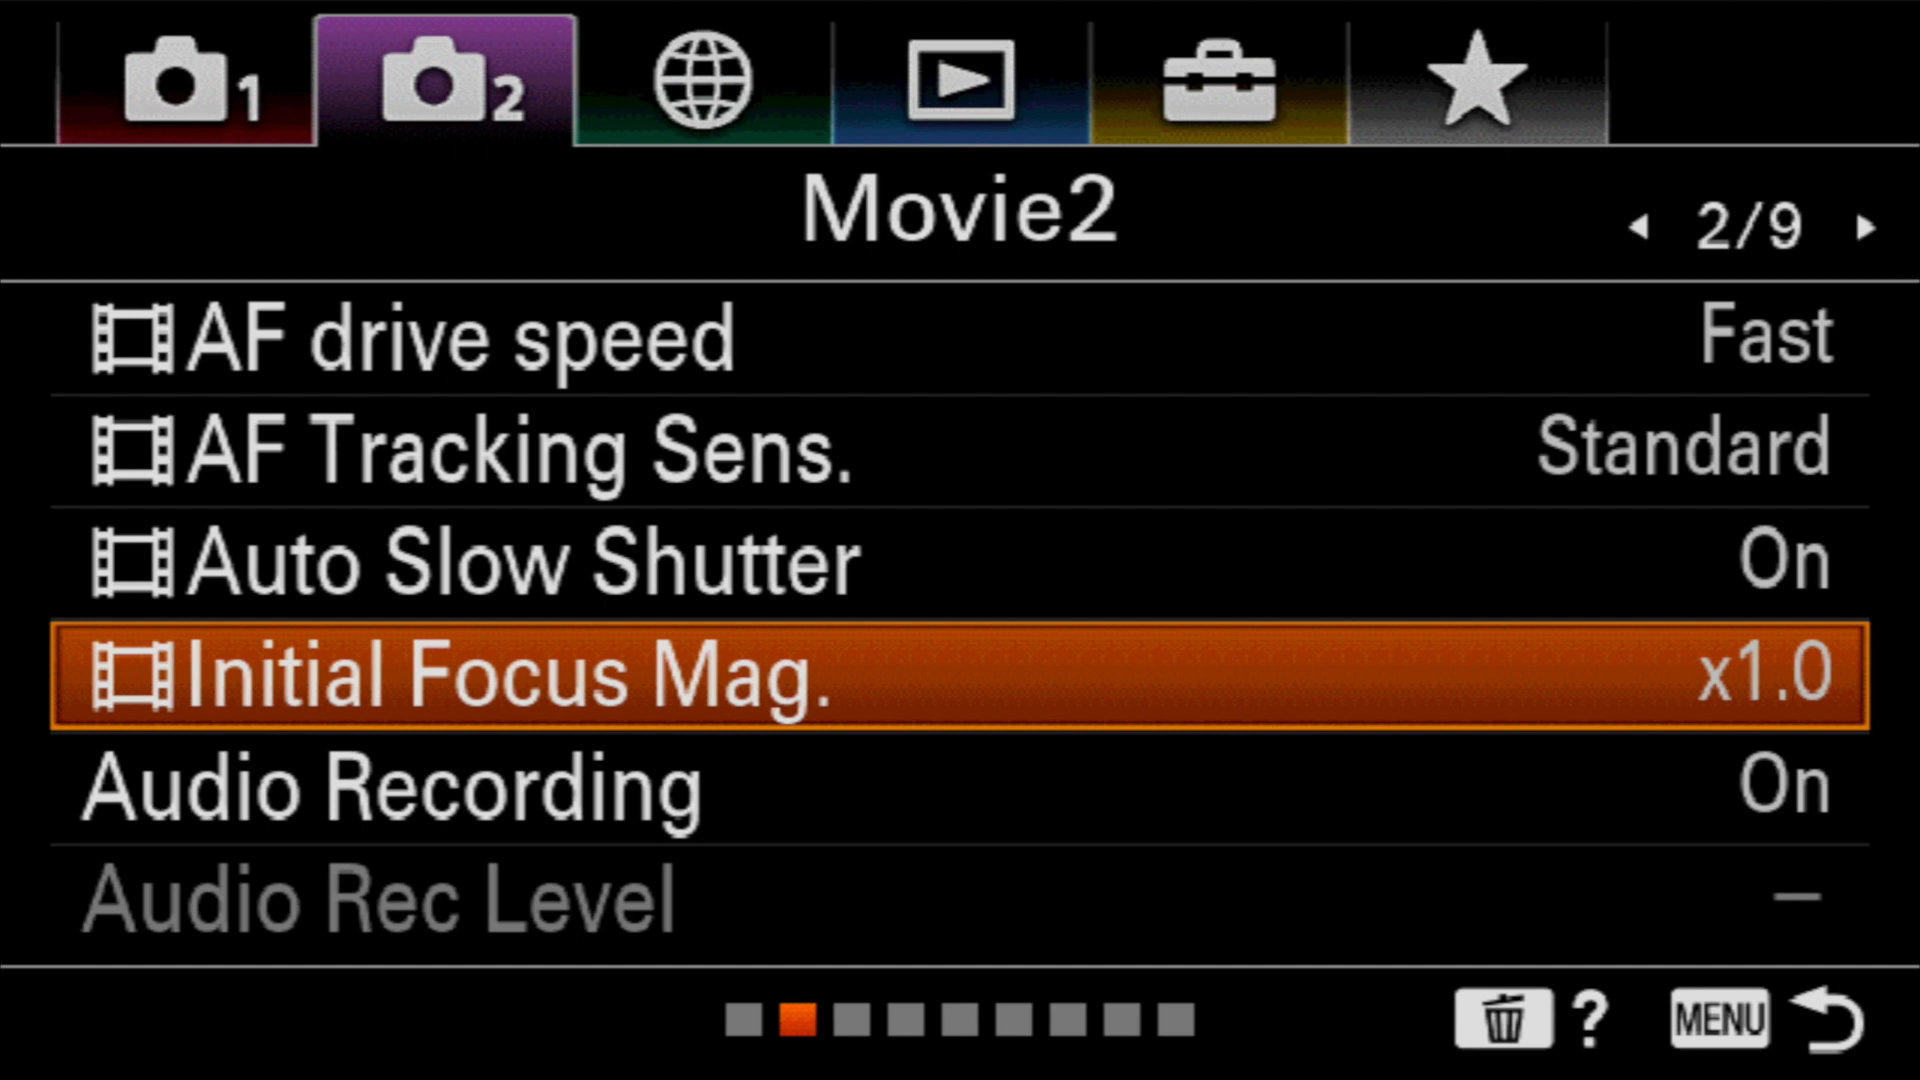 1 2
Movie2 2/9
AF drive speed Fast
AF Tracking Sens. Standard
Auto Slow Shutter On
Initial Focus Mag. x1.0
Audio Recording On
Audio Rec Level –
? MENU